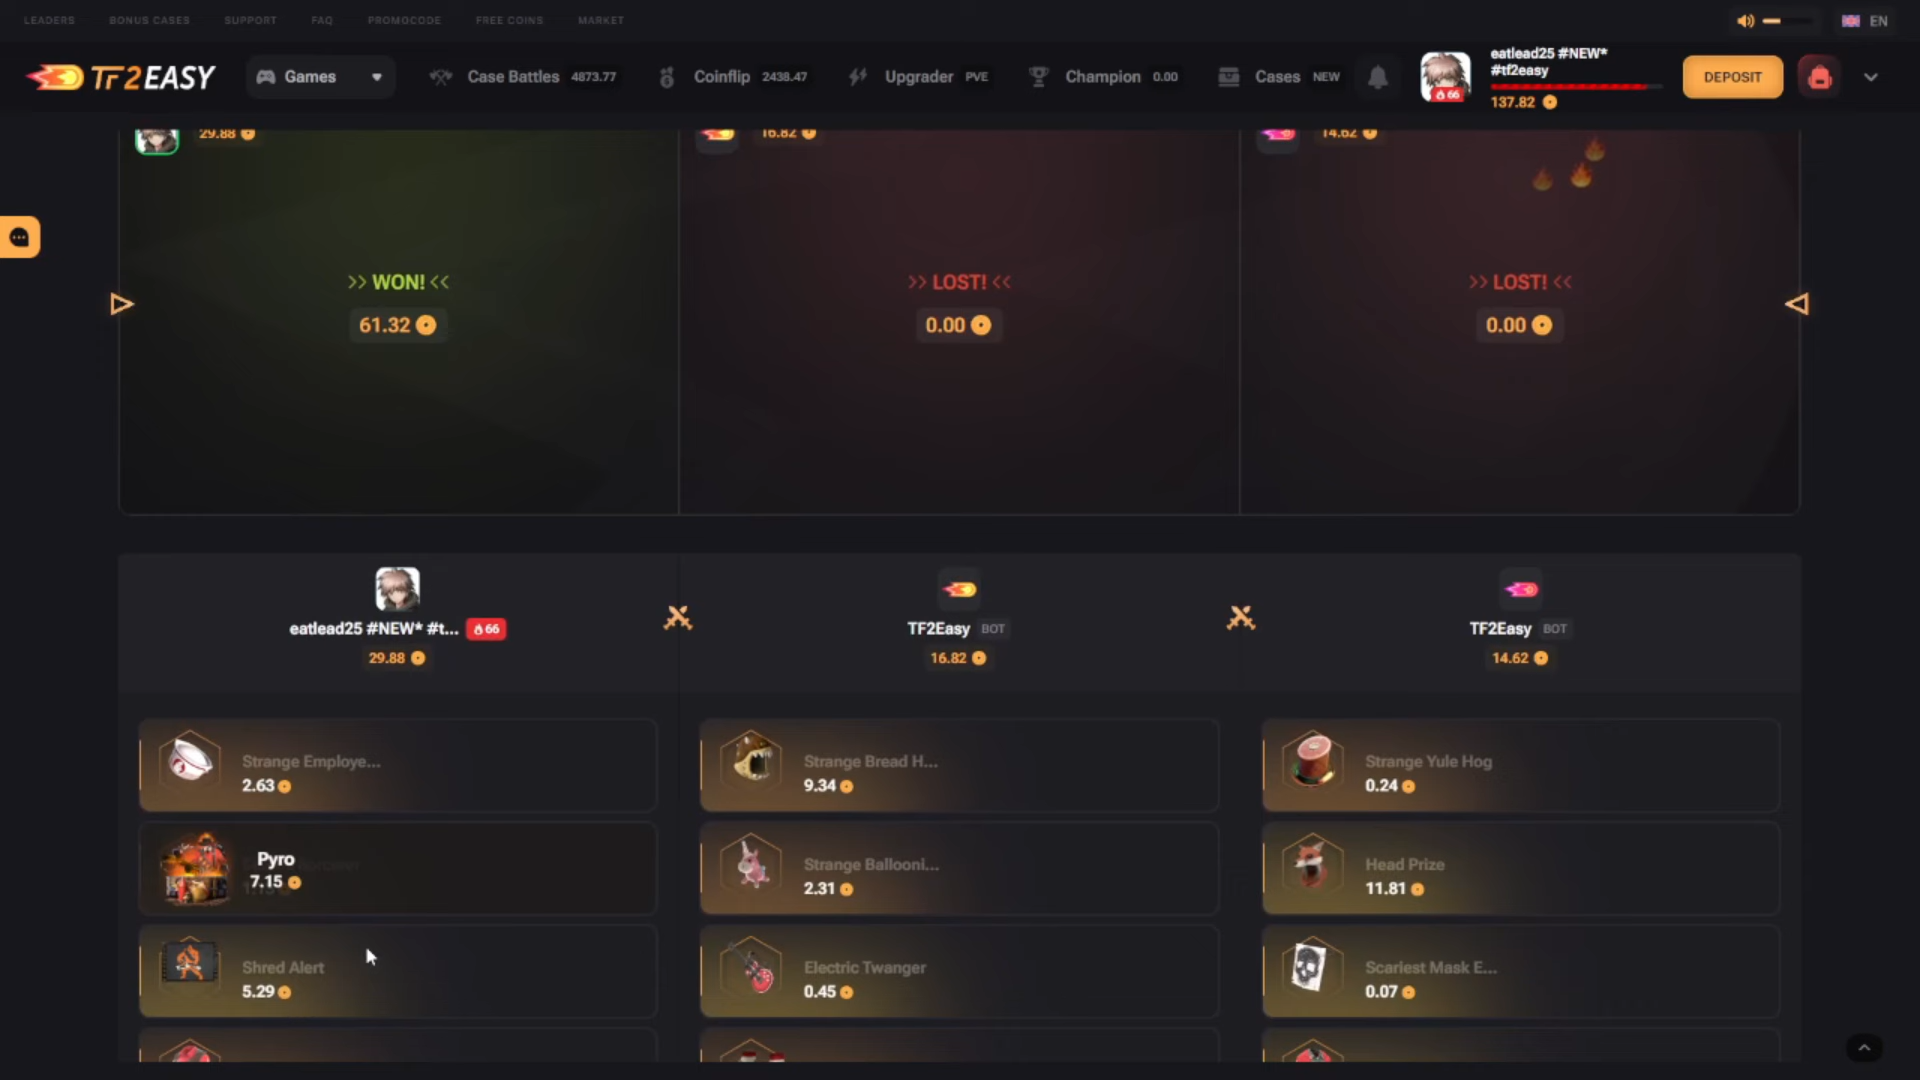 LEADERS BONUS CASES SUPPORT FAQ PROMOCODE FREE COINS MARKET EN
TF2EASY Games Case Battles 4873.77 Coinflip 2438.47 Upgrader PVE Champion 0.00 Cases NEW
eatlead25 #NEW*
#tf2easy
66
137.82
DEPOSIT
29.88 16.82 14.62
>> WON! << >> LOST! << >> LOST! <<
61.32 0.00 0.00
eatlead25 #NEW* #t... 66 TF2Easy BOT TF2Easy BOT
29.88 16.82 14.62
Strange Employe... Strange Bread H... Strange Yule Hog
2.63 9.34 0.24
Pyro Strange Ballooni... Head Prize
7.15 2.31 11.81
Shred Alert Electric Twanger Scariest Mask E...
5.29 0.45 0.07